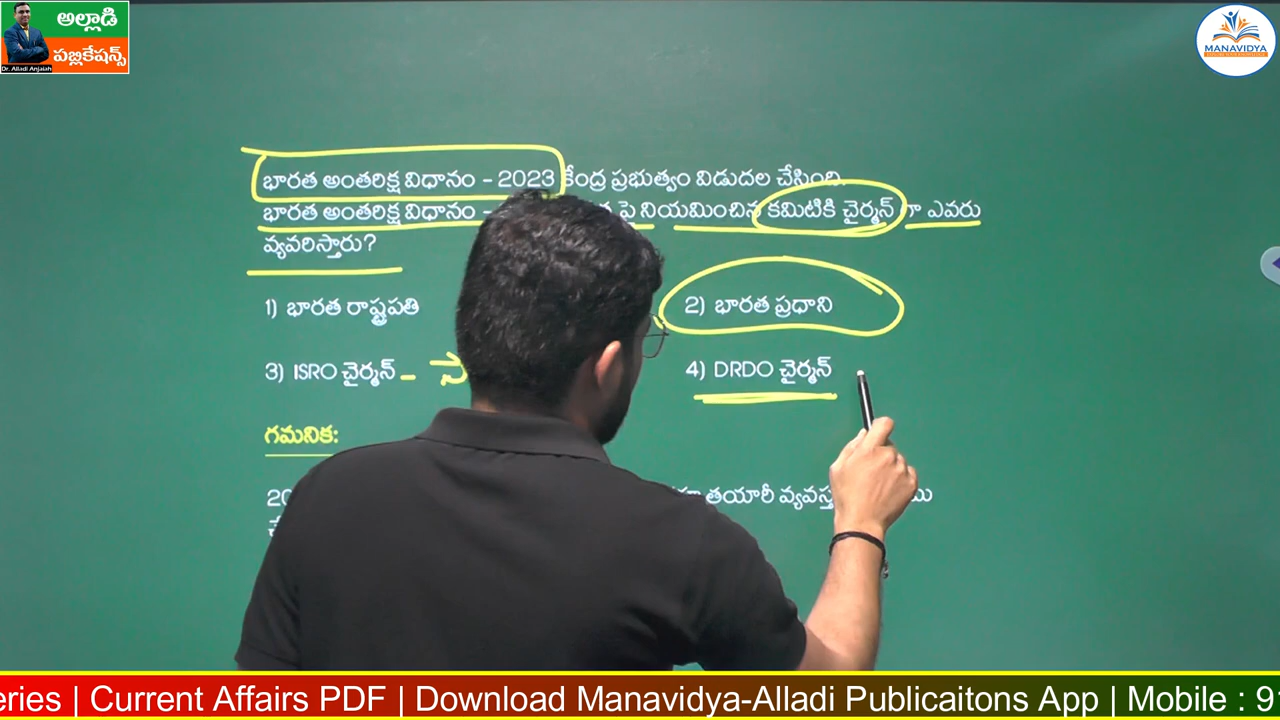 అల్లాడి
పబ్లికేషన్స్
Dr. Alladi Anjaiah
MANAVIDYA
భారత అంతరిక్ష విధానం - 2023 కేంద్ర ప్రభుత్వం విడుదల చేసింది.
భారత అంతరిక్ష విధానం - పై నియమించిన కమిటీకి చైర్మన్ గా ఎవరు
వ్యవరిస్తారు?
1) భారత రాష్ట్రపతి
2) భారత ప్రధాని
3) ISRO చైర్మన్ -
4) DRDO చైర్మన్
గమనిక:
20 తయారీ
eries | Current Affairs PDF | Download Manavidya-Alladi Publicaitons App | Mobile : 9